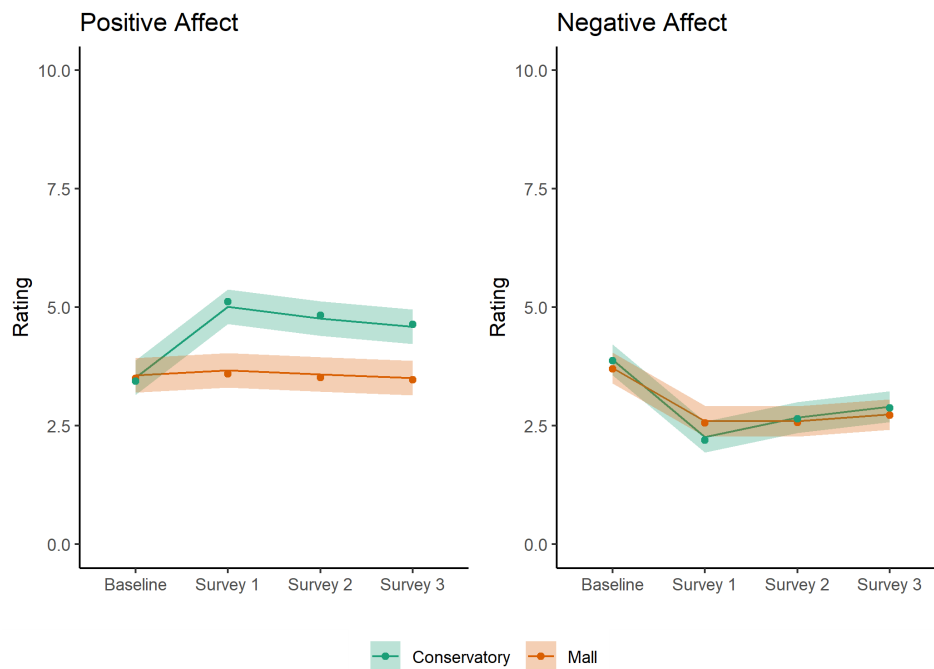 Positive Affect
Rating
10.0
7.5
5.0
2.5
0.0
Baseline Survey 1 Survey 2 Survey 3
Negative Affect
Rating
10.0
7.5
5.0
2.5
0.0
Baseline Survey 1 Survey 2 Survey 3
Conservatory Mall